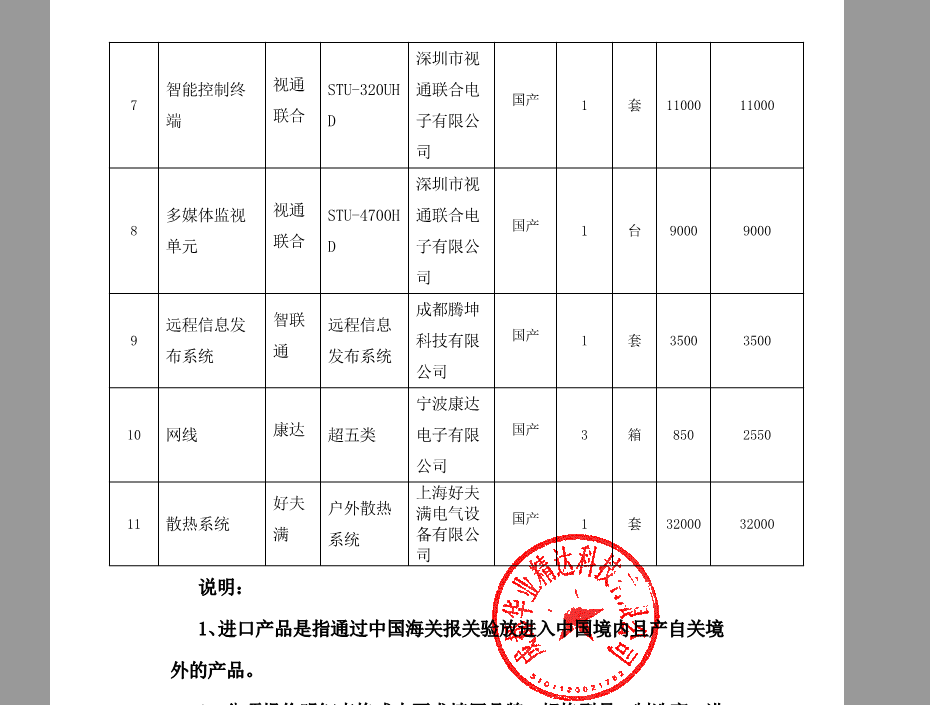 7 智能控制终端 视通联合 STU-320UHD 深圳市视通联合电子有限公司 国产 1 套 11000 11000
8 多媒体监视单元 视通联合 STU-4700HD 深圳市视通联合电子有限公司 国产 1 台 9000 9000
9 远程信息发布系统 智联通 远程信息发布系统 成都腾坤科技有限公司 国产 1 套 3500 3500
10 网线 康达 超五类 宁波康达电子有限公司 国产 3 箱 850 2550
11 散热系统 好夫满 户外散热系统 上海好夫满电气设备有限公司 国产 1 套 32000 32000
说明：
1、进口产品是指通过中国海关报关验放进入中国境内且产自关境
外的产品。
华业精达科技 公司
5101120021782